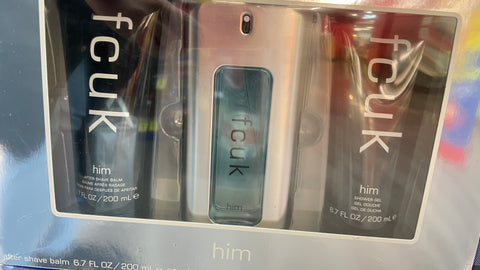 fcuk
him
AFTER SHAVE BALM
BAUME APRÈS RASAGE
PARA DESPUES DE AFEITAR
FL OZ/ 200 mL e
fcuk
him
fcuk
him
SHOWER GEL
GEL DOUCHE
GEL DE DUCHA
6.7 FL OZ/ 200 mL e
him
after shave balm 6.7 FL OZ/200 mL